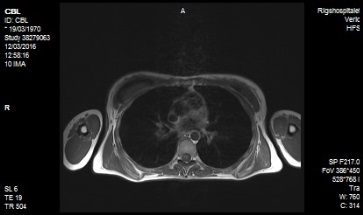 CBL
ID: CBL
* 19/03/1970
Study 38279063
12/03/2016
12:58:16
10 IMA
A
Rigshospitalet
Verio
HFS
R
SL 6
TE 19
TR 504
SP F217.0
FoV 386*450
528*768
Tra
W: 760
C: 314